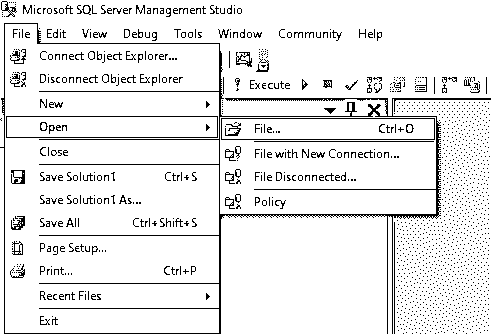 Microsoft SQL Server Management Studio
File Edit View Debug Tools Window Community Help
Connect Object Explorer...
Disconnect Object Explorer
Execute
New
Open
File... Ctrl+O
Close
File with New Connection...
Save Solution1 Ctrl+S
File Disconnected...
Save Solution1 As...
Policy
Save All Ctrl+Shift+S
Page Setup...
Print... Ctrl+P
Recent Files
Exit